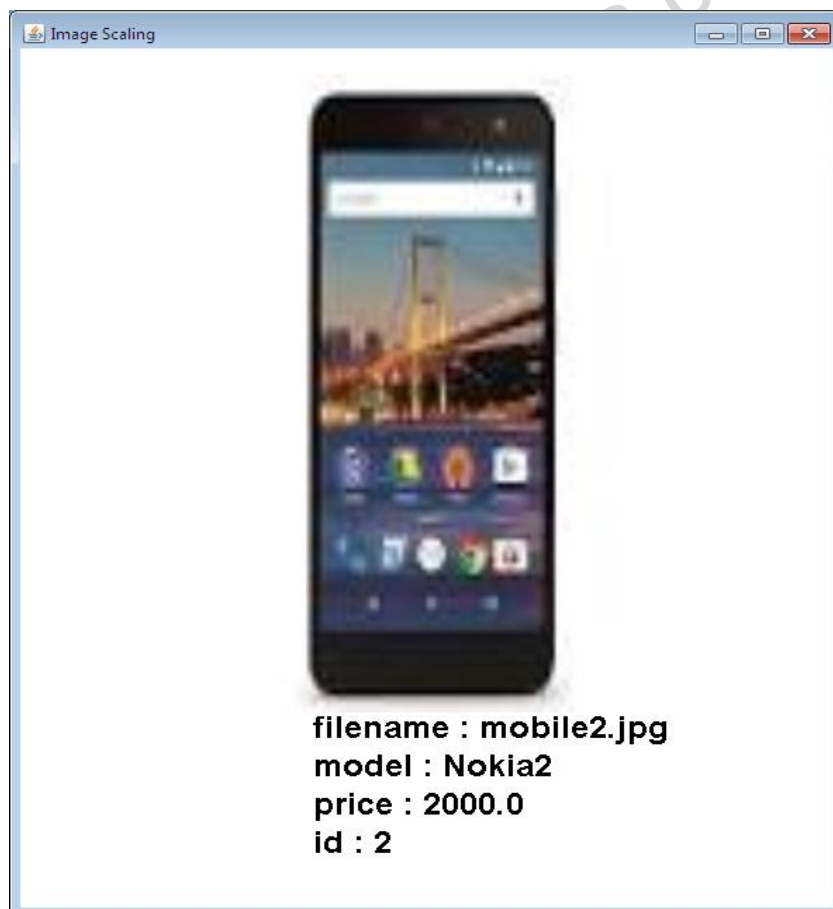 Image Scaling
filename : mobile2.jpg
model : Nokia2
price : 2000.0
id : 2